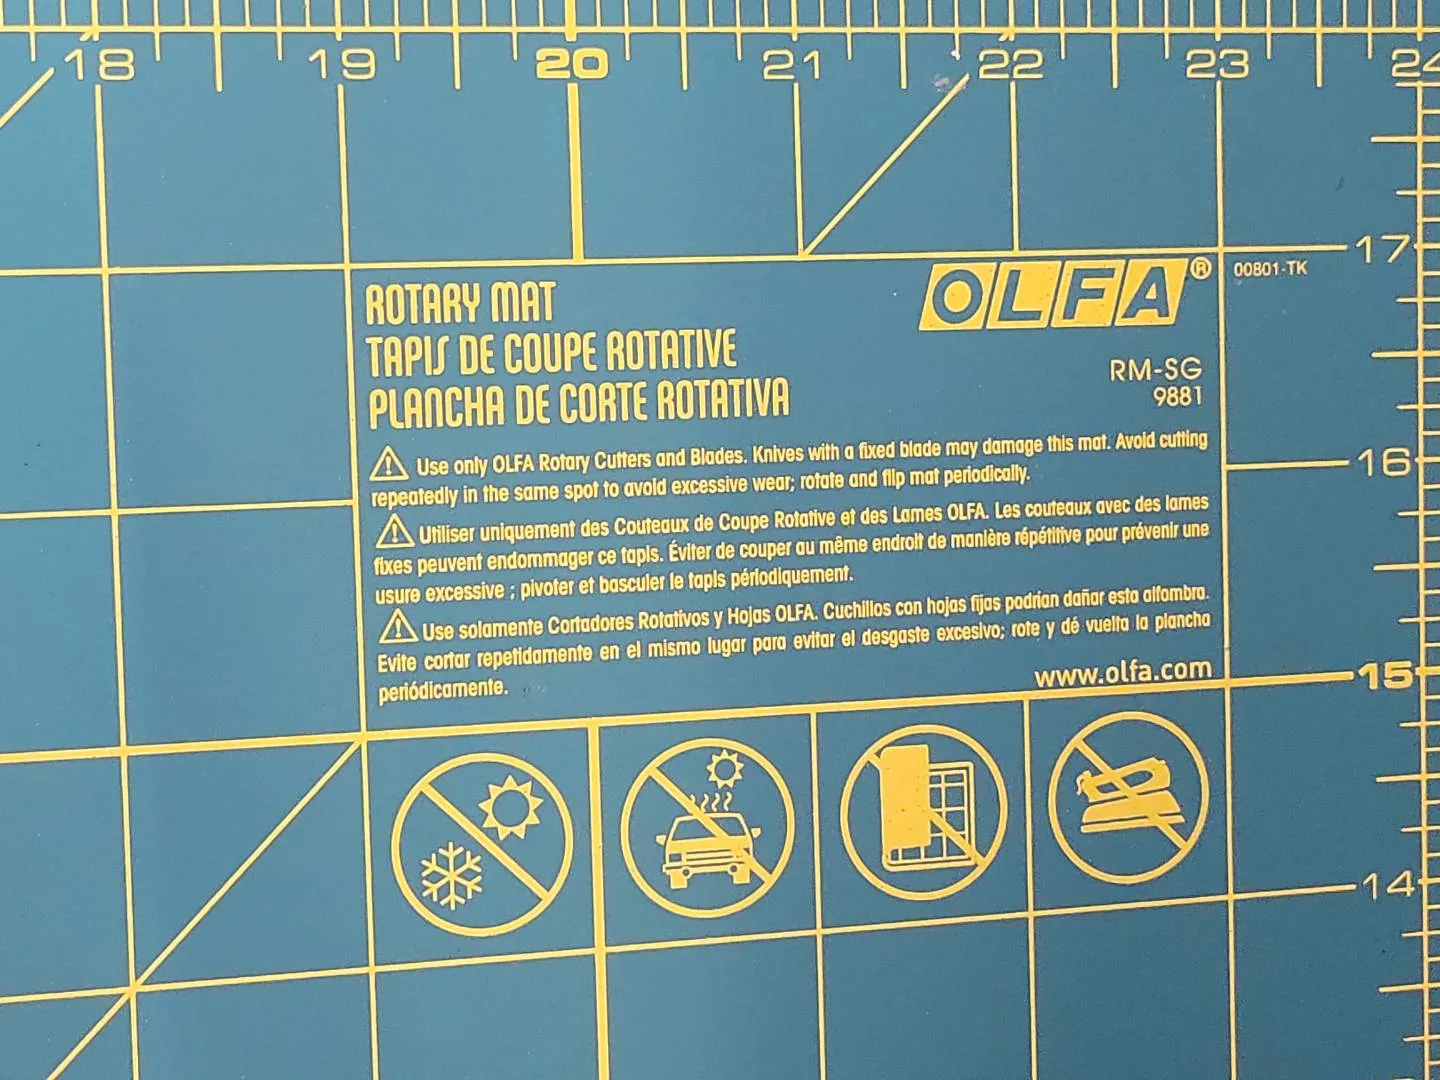 18 19 20 21 22 23 24
17
OLFA® 00801-TK
ROTARY MAT
TAPIS DE COUPE ROTATIVE
PLANCHA DE CORTE ROTATIVA
RM-SG
9881
⚠ Use only OLFA Rotary Cutters and Blades. Knives with a fixed blade may damage this mat. Avoid cutting
repeatedly in the same spot to avoid excessive wear; rotate and flip mat periodically.
⚠ Utiliser uniquement des Couteaux de Coupe Rotative et des Lames OLFA. Les couteaux avec des lames
fixes peuvent endommager ce tapis. Éviter de couper au même endroit de manière répétitive pour prévenir une
usure excessive ; pivoter et basculer le tapis périodiquement.
⚠ Use solamente Cortadores Rotativos y Hojas OLFA. Cuchillos con hojas fijas podrían dañar esta alfombra.
Evite cortar repetidamente en el mismo lugar para evitar el desgaste excesivo; rote y dé vuelta la plancha
periódicamente.
www.olfa.com
16
15
14